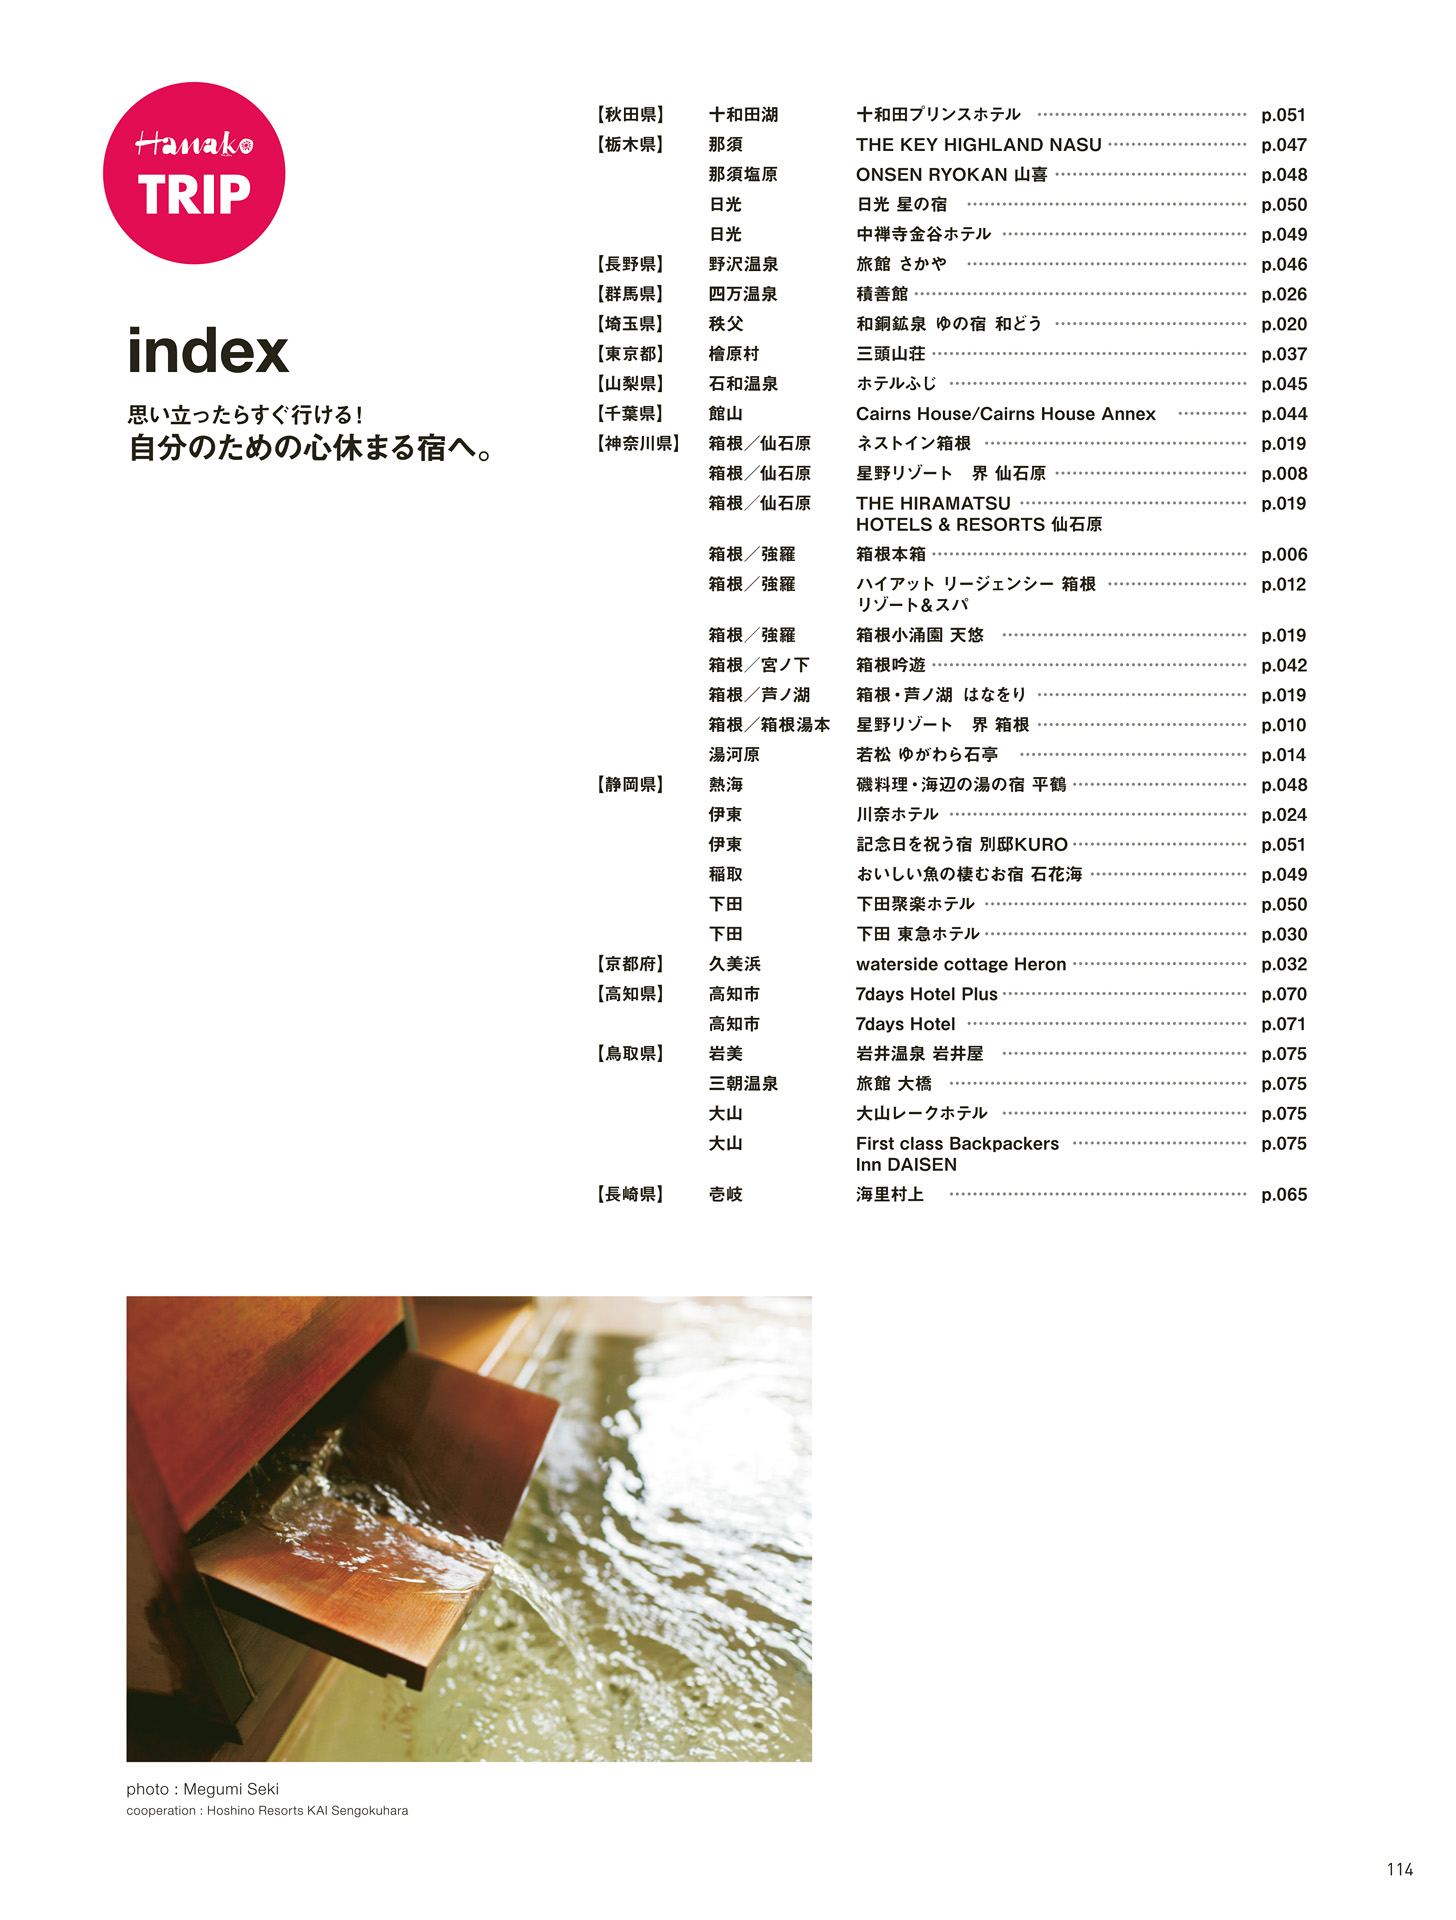 Hanako
TRIP
index
思い立ったらすぐ行ける!
自分のための心休まる宿へ。
【秋田県】 十和田湖 十和田プリンスホテル ………… p.051
【栃木県】 那須 THE KEY HIGHLAND NASU ………… p.047
那須塩原 ONSEN RYOKAN 山喜 ………… p.048
日光 日光 星の宿 ………… p.050
日光 中禅寺金谷ホテル ………… p.049
【長野県】 野沢温泉 旅館 さかや ………… p.046
【群馬県】 四万温泉 積善館 ………… p.026
【埼玉県】 秩父 和銅鉱泉 ゆの宿 和どう ………… p.020
【東京都】 檜原村 三頭山荘 ………… p.037
【山梨県】 石和温泉 ホテルふじ ………… p.045
【千葉県】 館山 Cairns House/Cairns House Annex ………… p.044
【神奈川県】 箱根／仙石原 ネストイン箱根 ………… p.019
箱根／仙石原 星野リゾート　界 仙石原 ………… p.008
箱根／仙石原 THE HIRAMATSU ………… p.019
HOTELS & RESORTS 仙石原
箱根／強羅 箱根本箱 ………… p.006
箱根／強羅 ハイアット リージェンシー 箱根 ………… p.012
リゾート&スパ
箱根／強羅 箱根小涌園 天悠 ………… p.019
箱根／宮ノ下 箱根吟遊 ………… p.042
箱根／芦ノ湖 箱根・芦ノ湖 はなをり ………… p.019
箱根／箱根湯本 星野リゾート　界 箱根 ………… p.010
湯河原 若松 ゆがわら石亭 ………… p.014
【静岡県】 熱海 磯料理・海辺の湯の宿 平鶴 ………… p.048
伊東 川奈ホテル ………… p.024
伊東 記念日を祝う宿 別邸KURO ………… p.051
稲取 おいしい魚の棲むお宿 石花海 ………… p.049
下田 下田聚楽ホテル ………… p.050
下田 下田 東急ホテル ………… p.030
【京都府】 久美浜 waterside cottage Heron ………… p.032
【高知県】 高知市 7days Hotel Plus ………… p.070
高知市 7days Hotel ………… p.071
【鳥取県】 岩美 岩井温泉 岩井屋 ………… p.075
三朝温泉 旅館 大橋 ………… p.075
大山 大山レークホテル ………… p.075
大山 First class Backpackers ………… p.075
Inn DAISEN
【長崎県】 壱岐 海里村上 ………… p.065
photo : Megumi Seki
cooperation : Hoshino Resorts KAI Sengokuhara
114